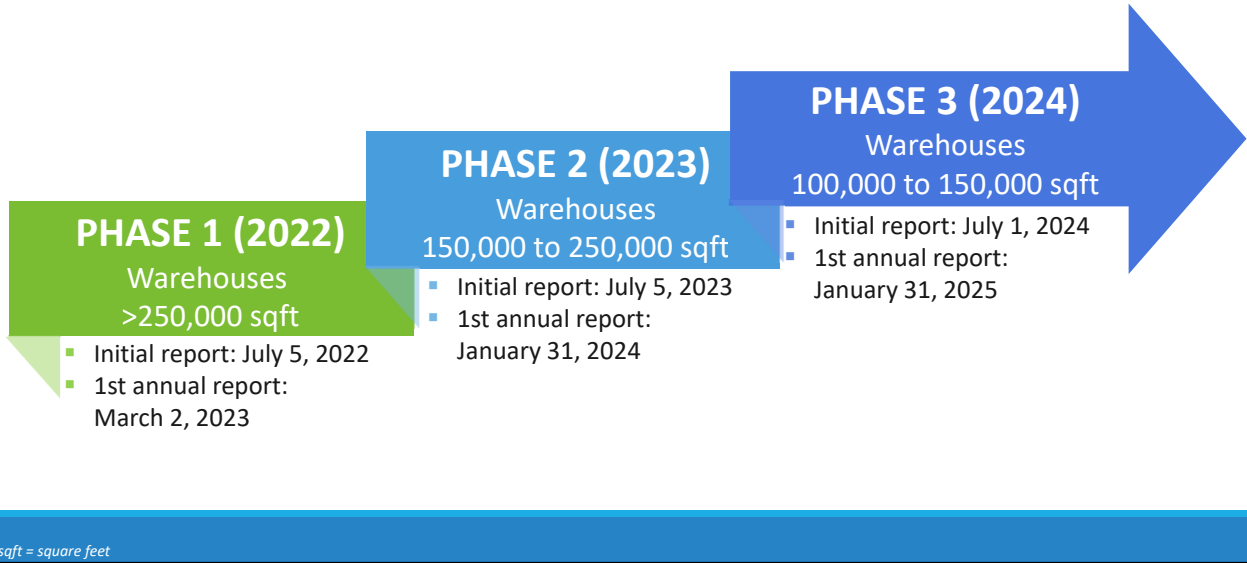 PHASE 1 (2022)
Warehouses
>250,000 sqft
▪ Initial report: July 5, 2022
▪ 1st annual report:
March 2, 2023
PHASE 2 (2023)
Warehouses
150,000 to 250,000 sqft
▪ Initial report: July 5, 2023
▪ 1st annual report:
January 31, 2024
PHASE 3 (2024)
Warehouses
100,000 to 150,000 sqft
▪ Initial report: July 1, 2024
▪ 1st annual report:
January 31, 2025
sqft = square feet